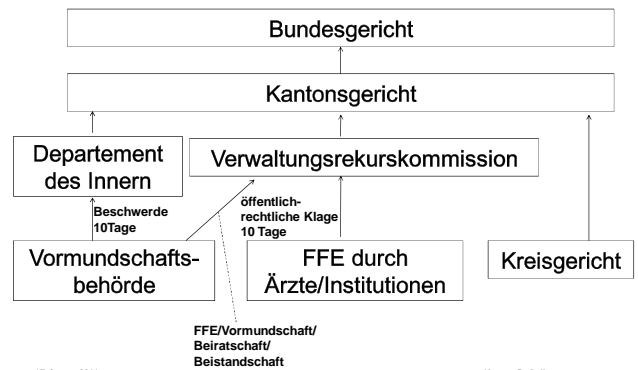 Bundesgericht
Kantonsgericht
Departement
des Innern
Verwaltungsrekurskommission
Beschwerde
10Tage
öffentlich-
rechtliche Klage
10 Tage
Vormundschafts-
behörde
FFE durch
Ärzte/Institutionen
Kreisgericht
FFE/Vormundschaft/
Beiratschaft/
Beistandschaft